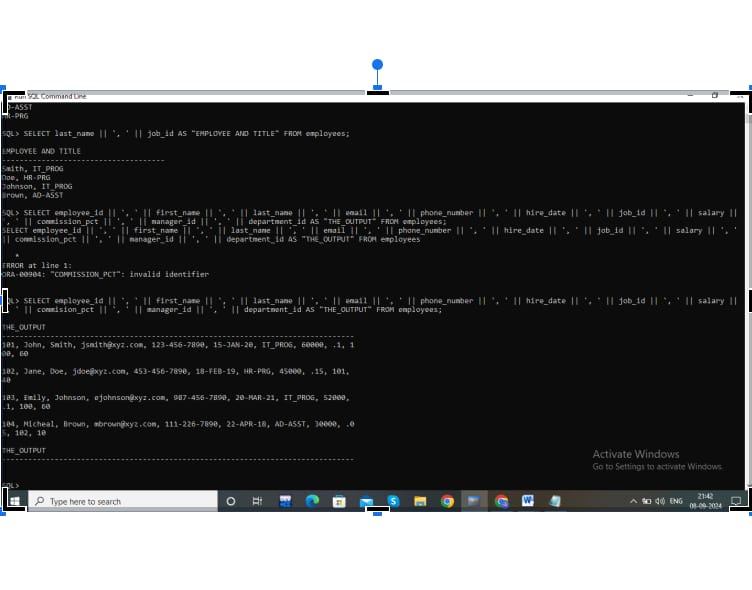 Run SQL Command Line
AD-ASST
HR-PRG
SQL> SELECT last_name || ', ' || job_id AS "EMPLOYEE AND TITLE" FROM employees;
EMPLOYEE AND TITLE
-------------------------------------
Smith, IT_PROG
Doe, HR-PRG
Johnson, IT_PROG
Brown, AD-ASST
SQL> SELECT employee_id || ', ' || first_name || ', ' || last_name || ', ' || email || ', ' || phone_number || ', ' || hire_date || ', ' || job_id || ', ' || salary ||
', ' || commission_pct || ', ' || manager_id || ', ' || department_id AS "THE_OUTPUT" FROM employees;
SELECT employee_id || ', ' || first_name || ', ' || last_name || ', ' || email || ', ' || phone_number || ', ' || hire_date || ', ' || job_id || ', ' || salary || ', '
|| commission_pct || ', ' || manager_id || ', ' || department_id AS "THE_OUTPUT" FROM employees
*
ERROR at line 1:
ORA-00904: "COMMISSION_PCT": invalid identifier
SQL> SELECT employee_id || ', ' || first_name || ', ' || last_name || ', ' || email || ', ' || phone_number || ', ' || hire_date || ', ' || job_id || ', ' || salary ||
', ' || commision_pct || ', ' || manager_id || ', ' || department_id AS "THE_OUTPUT" FROM employees;
THE_OUTPUT
--------------------------------------------------------------------------------
101, John, Smith, jsmith@xyz.com, 123-456-7890, 15-JAN-20, IT_PROG, 60000, .1, 1
00, 60
102, Jane, Doe, jdoe@xyz.com, 453-456-7890, 18-FEB-19, HR-PRG, 45000, .15, 101,
40
103, Emily, Johnson, ejohnson@xyz.com, 987-456-7890, 20-MAR-21, IT_PROG, 52000,
.1, 100, 60
104, Micheal, Brown, mbrown@xyz.com, 111-226-7890, 22-APR-18, AD-ASST, 30000, .0
5, 102, 10
THE_OUTPUT
--------------------------------------------------------------------------------
Activate Windows
Go to Settings to activate Windows.
SQL>
Type here to search
ENG
21:42
08-09-2024